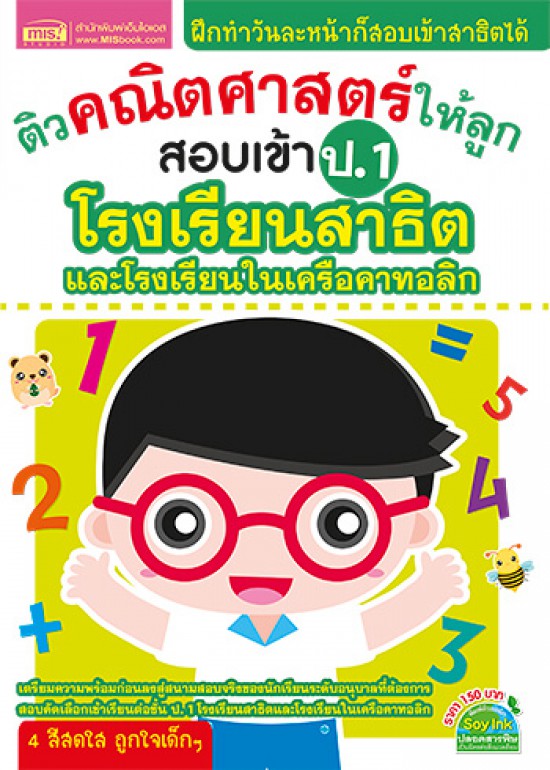 mis
STUDIO
สำนักพิมพ์เอ็มไอเอส
www.MISbook.com
ฝึกทำวันละหน้าก็สอบเข้าสาธิตได้
ติวคณิตศาสตร์ให้ลูก
สอบเข้า ป.1
โรงเรียนสาธิต
และโรงเรียนในเครือคาทอลิก
1
=
5
2
4
+
3
เตรียมความพร้อมก่อนลงสู่สนามสอบจริงของนักเรียนระดับอนุบาลที่ต้องการ
สอบคัดเลือกเข้าเรียนต่อชั้น ป. 1 โรงเรียนสาธิตและโรงเรียนในเครือคาทอลิก
4 สีสดใส ถูกใจเด็กๆ
ราคา 150 บาท
Soy Ink
ปลอดสารพิษ